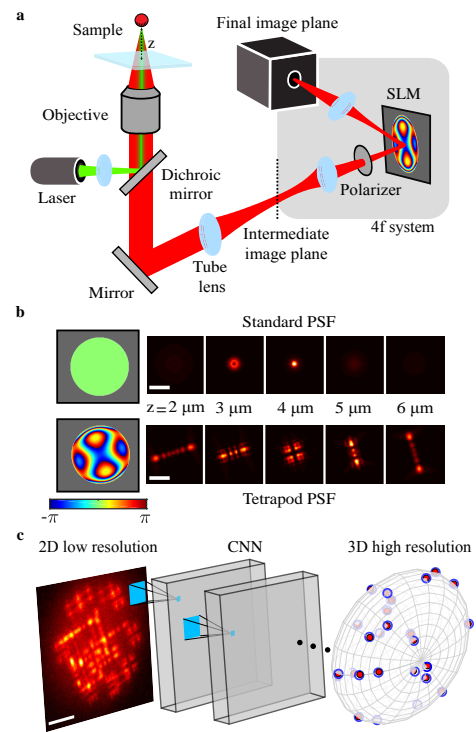 a
Sample
z
Final image plane
Objective
SLM
Dichroic
mirror
Laser
Polarizer
Intermediate
image plane
4f system
Tube
lens
Mirror
b
Standard PSF
z = 2 μm 3 μm 4 μm 5 μm 6 μm
-π π
Tetrapod PSF
c
2D low resolution CNN 3D high resolution